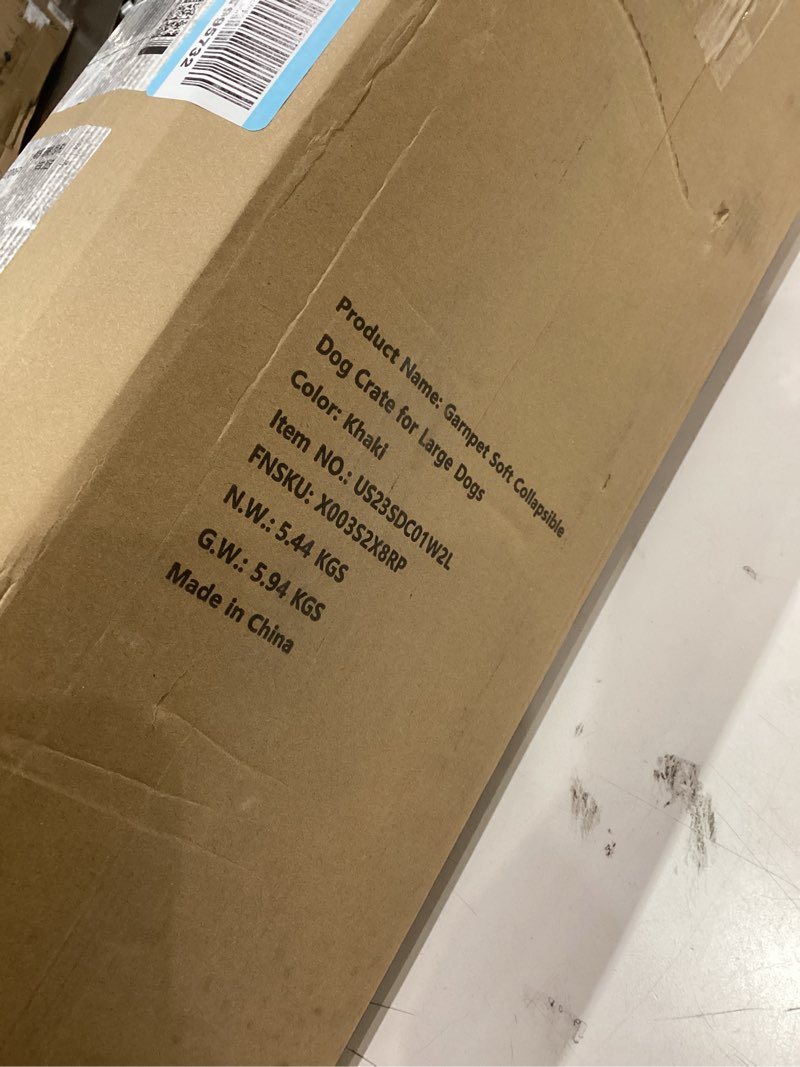 Product Name: Garnpet Soft Collapsible
Dog Crate for Large Dogs
Color: Khaki
Item NO.: US23SDC01W2L
FNSKU: X003S2X8RP
N.W.: 5.44 KGS
G.W.: 5.94 KGS
Made in China